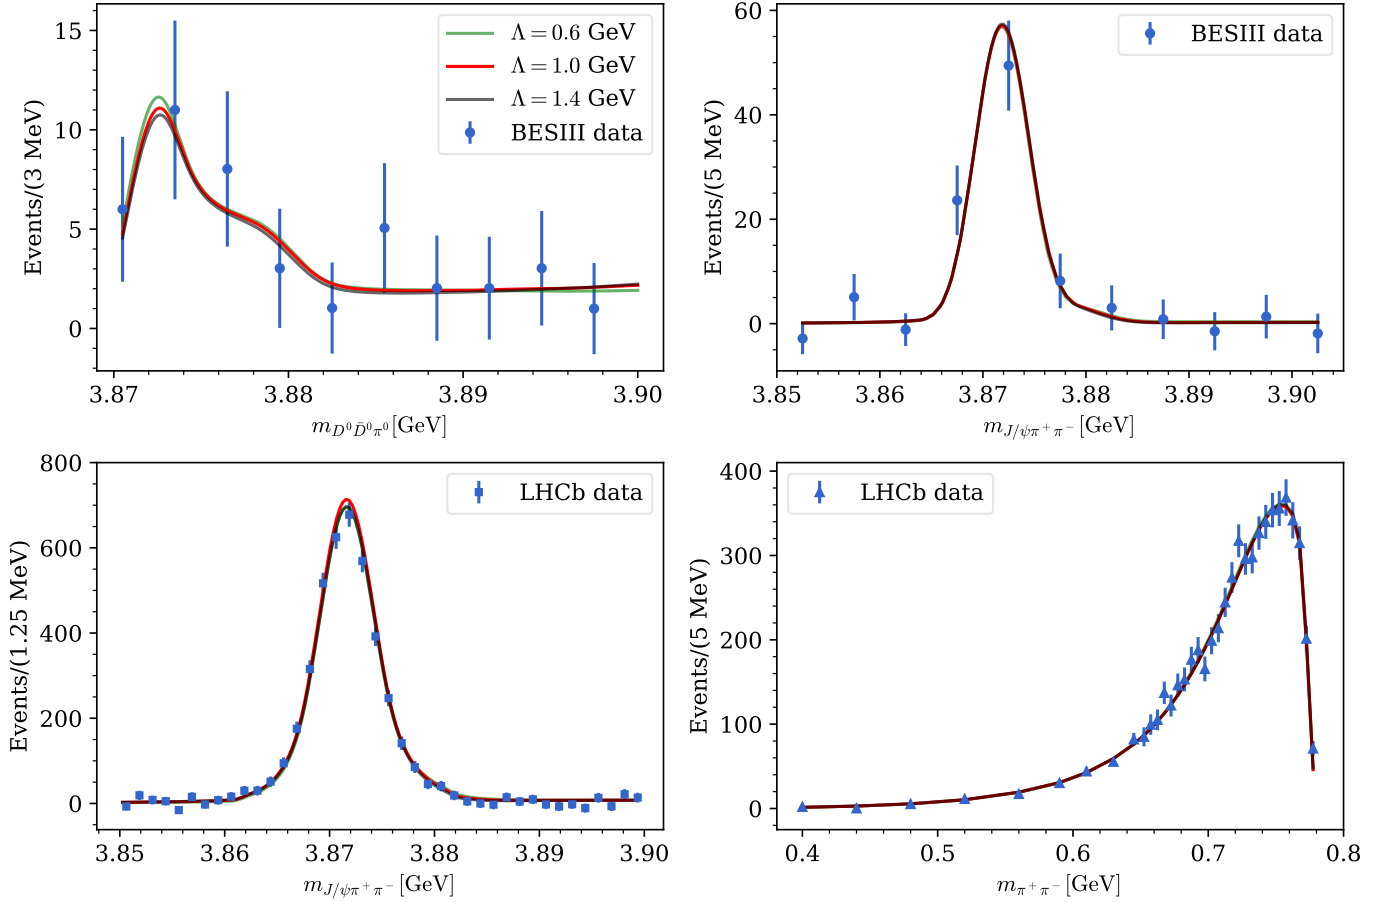 15
10
5
0
Events/(3 MeV)
Λ = 0.6 GeV
Λ = 1.0 GeV
Λ = 1.4 GeV
BESIII data
3.87 3.88 3.89 3.90
m_{D⁰D̄⁰π⁰}[GeV]
60
40
20
0
Events/(5 MeV)
BESIII data
3.85 3.86 3.87 3.88 3.89 3.90
m_{J/ψπ⁺π⁻}[GeV]
800
600
400
200
0
Events/(1.25 MeV)
LHCb data
3.85 3.86 3.87 3.88 3.89 3.90
m_{J/ψπ⁺π⁻}[GeV]
400
300
200
100
0
Events/(5 MeV)
LHCb data
0.4 0.5 0.6 0.7 0.8
m_{π⁺π⁻}[GeV]